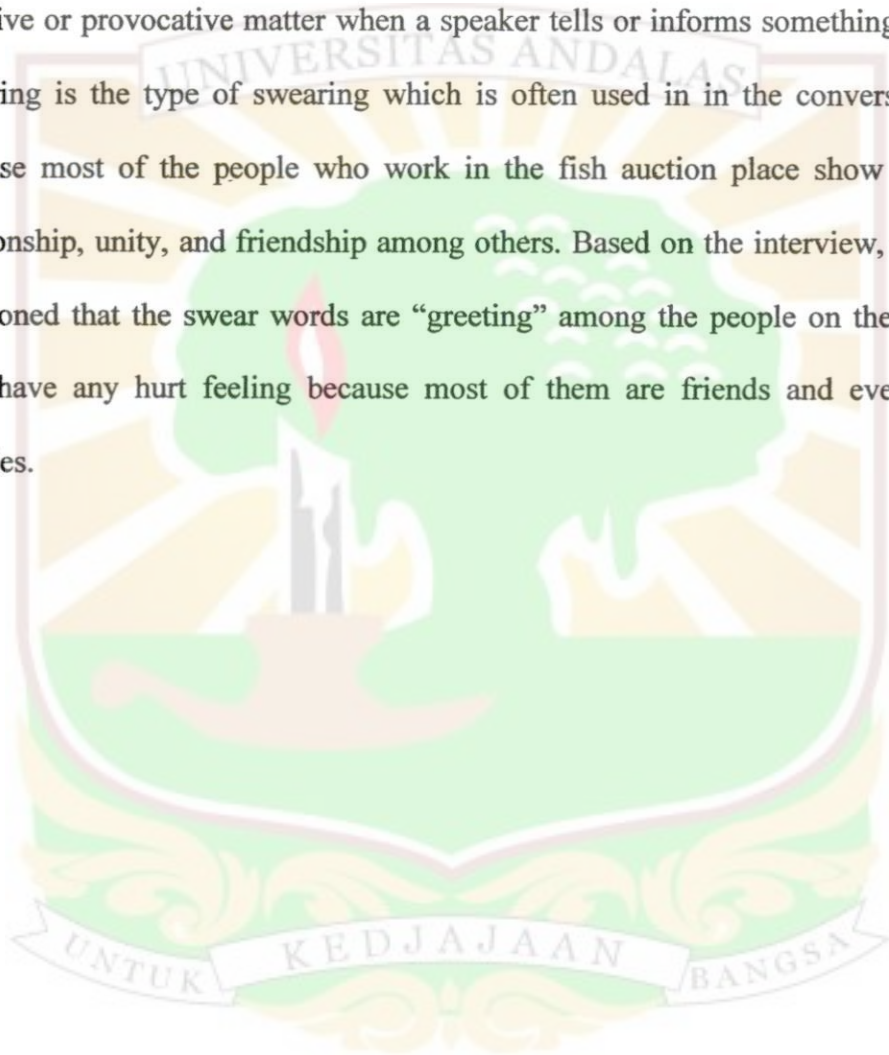 ive or provocative matter when a speaker tells or informs something
UNIVERSITAS ANDALAS
ing is the type of swearing which is often used in in the convers
se most of the people who work in the fish auction place show
onship, unity, and friendship among others. Based on the interview,
oned that the swear words are “greeting” among the people on the
have any hurt feeling because most of them are friends and eve
es.
UNTUK KEDJAJAAN BANGSA